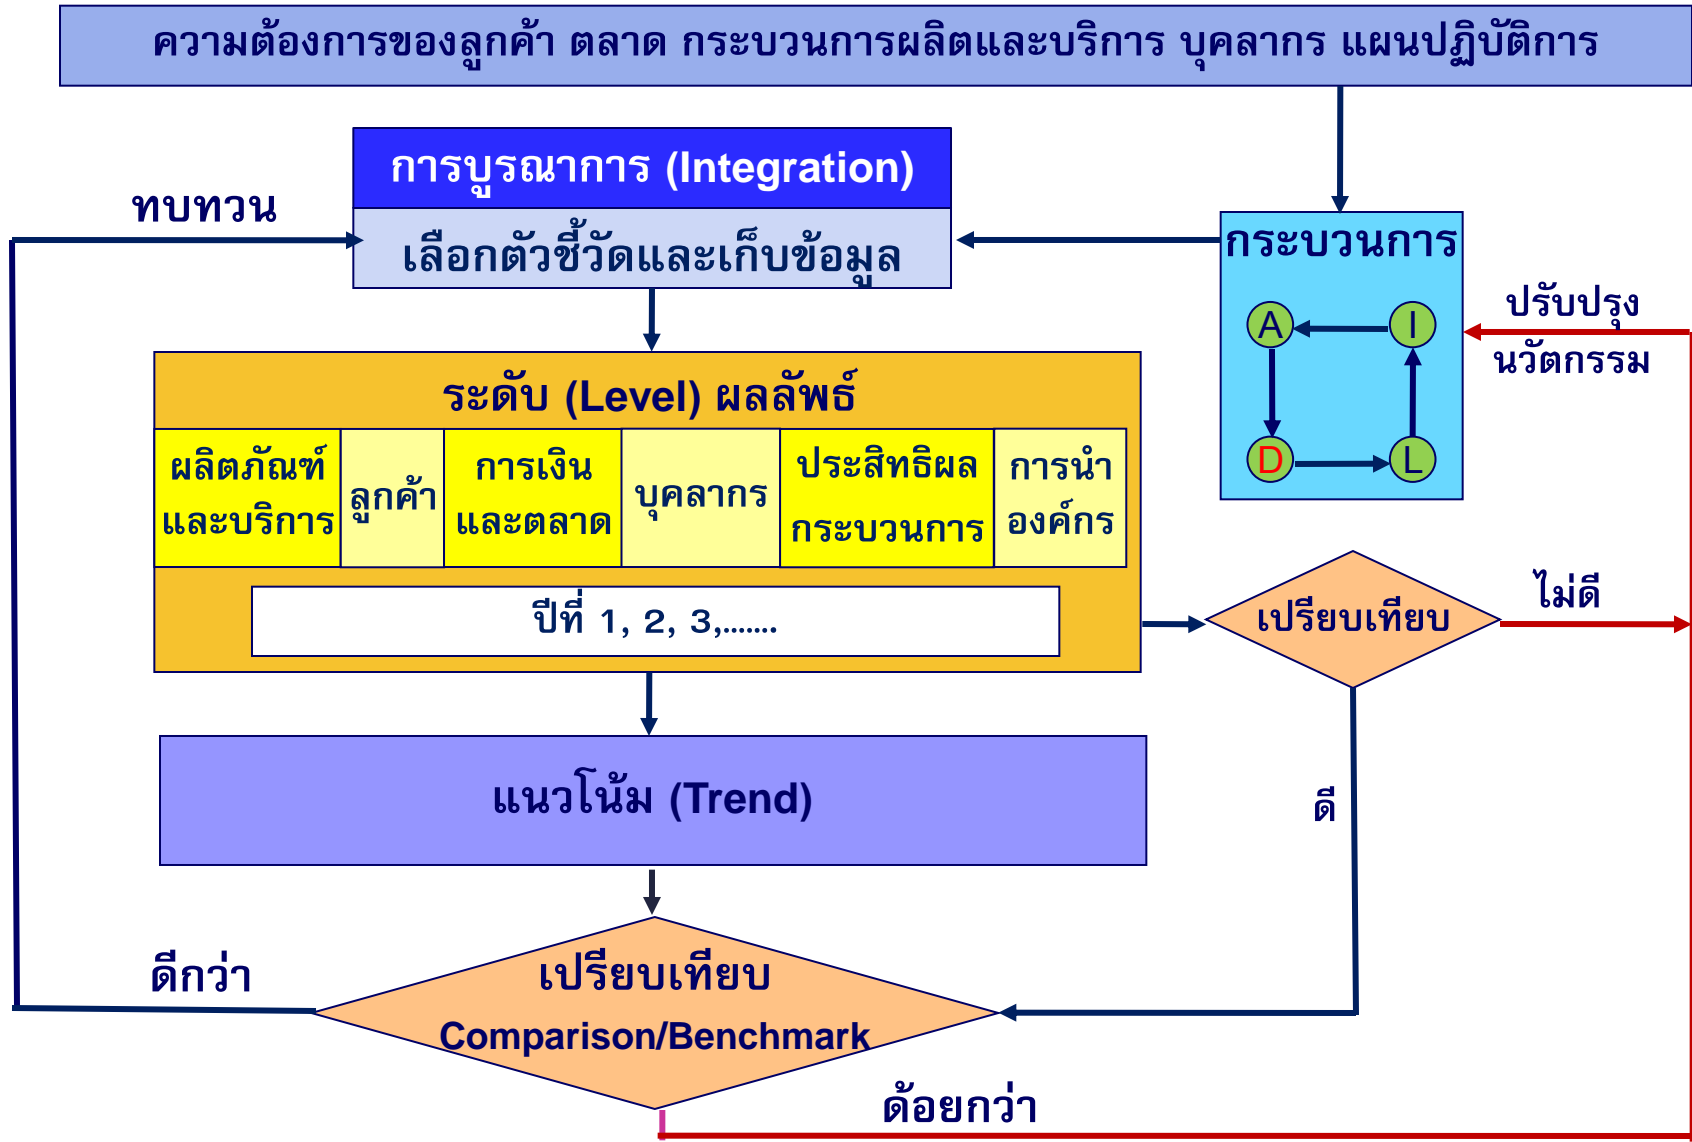 ความต้องการของลูกค้า ตลาด กระบวนการผลิตและบริการ บุคลากร แผนปฏิบัติการ
การบูรณาการ (Integration)
ทบทวน
เลือกตัวชี้วัดและเก็บข้อมูล
กระบวนการ
A
I
D
L
ปรับปรุง
นวัตกรรม
ระดับ (Level) ผลลัพธ์
ผลิตภัณฑ์
และบริการ
ลูกค้า
การเงิน
และตลาด
บุคลากร
ประสิทธิผล
กระบวนการ
การนำ
องค์กร
ปีที่ 1, 2, 3,.......
เปรียบเทียบ
ไม่ดี
แนวโน้ม (Trend)
ดี
ดีกว่า
เปรียบเทียบ
Comparison/Benchmark
ด้อยกว่า